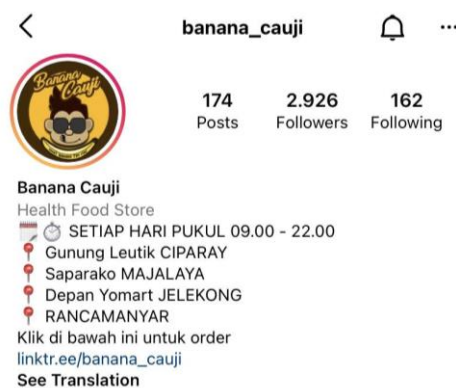 banana_cauji
Banana
Cauji
174
2.926
162
Posts
Followers
Following
Banana Cauji
Health Food Store
SETIAP HARI PUKUL 09.00 - 22.00
Gunung Leutik CIPARAY
Saparako MAJALAYA
Depan Yomart JELEKONG
RANCAMANYAR
Klik di bawah ini untuk order
linktr.ee/banana_cauji
See Translation